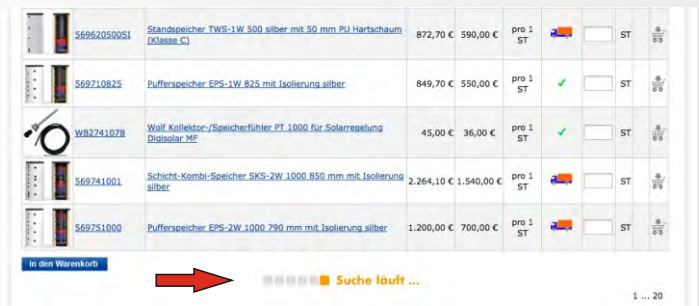 569620500SI Standspeicher TWS-1W 500 silber mit 50 mm PU Hartschaum (Klasse C) 872,70 € 590,00 € pro 1 ST ST
569710825 Pufferspeicher EPS-1W 825 mit Isolierung silber 849,70 € 550,00 € pro 1 ST ST
WB2741078 Wolf Kollektor-/Speicherfühler PT 1000 für Solarregelung Digisolar MF 45,00 € 36,00 € pro 1 ST ST
569741001 Schicht-Kombi-Speicher SKS-2W 1000 850 mm mit Isolierung silber 2.264,10 € 1.540,00 € pro 1 ST ST
569751000 Pufferspeicher EPS-2W 1000 790 mm mit Isolierung silber 1.200,00 € 700,00 € pro 1 ST ST
in den Warenkorb
Suche läuft ...
1 ... 20